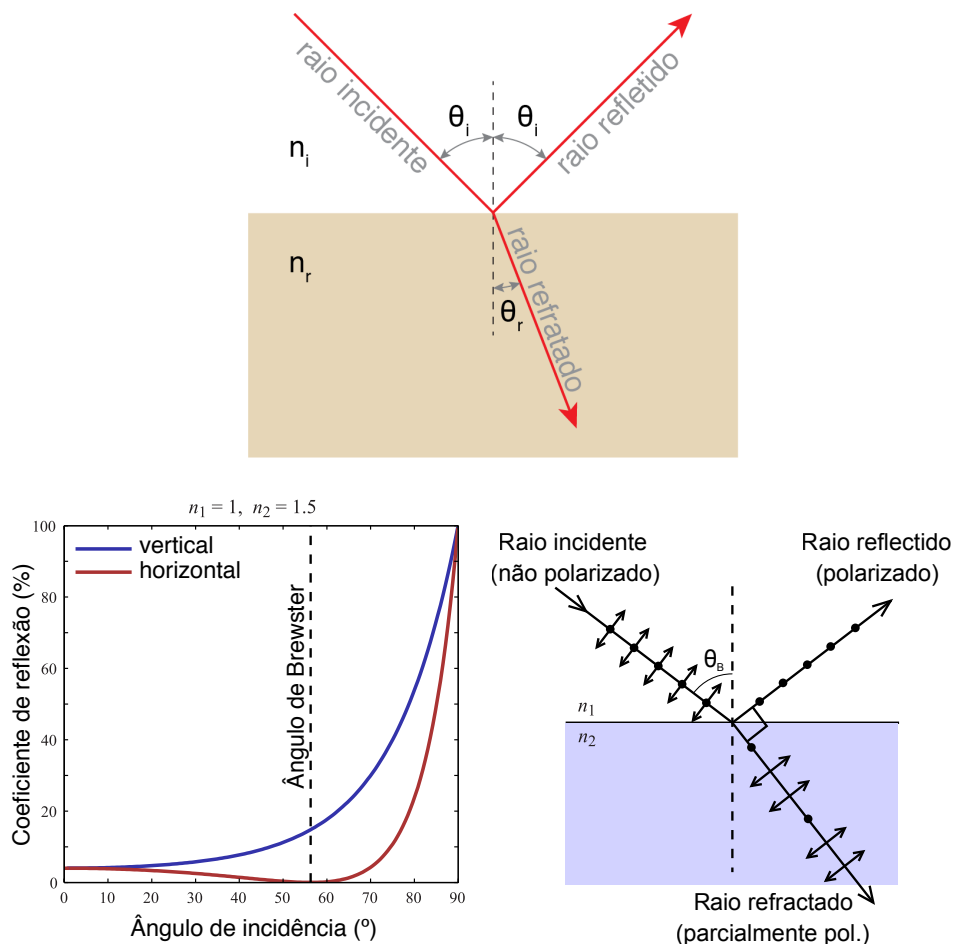 raio incidente
raio refletido
θi
θi
ni
nr
raio refratado
θr
n1 = 1, n2 = 1.5
100
80
60
40
20
0
0 10 20 30 40 50 60 70 80 90
vertical
horizontal
Ângulo de Brewster
Coeficiente de reflexão (%)
Ângulo de incidência (º)
Raio incidente
(não polarizado)
Raio reflectido
(polarizado)
θB
n1
n2
Raio refractado
(parcialmente pol.)